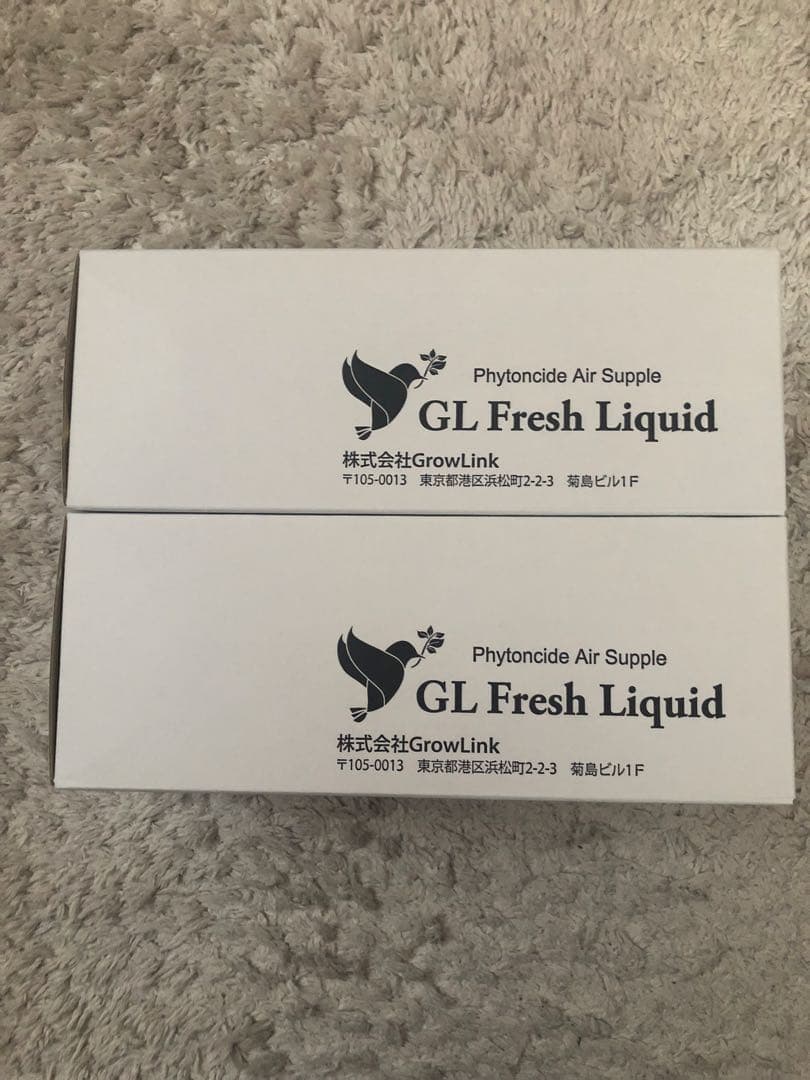 Phytoncide Air Supple
GL Fresh Liquid
株式会社GrowLink
〒105-0013　東京都港区浜松町2-2-3　菊島ビル1F
Phytoncide Air Supple
GL Fresh Liquid
株式会社GrowLink
〒105-0013　東京都港区浜松町2-2-3　菊島ビル1F